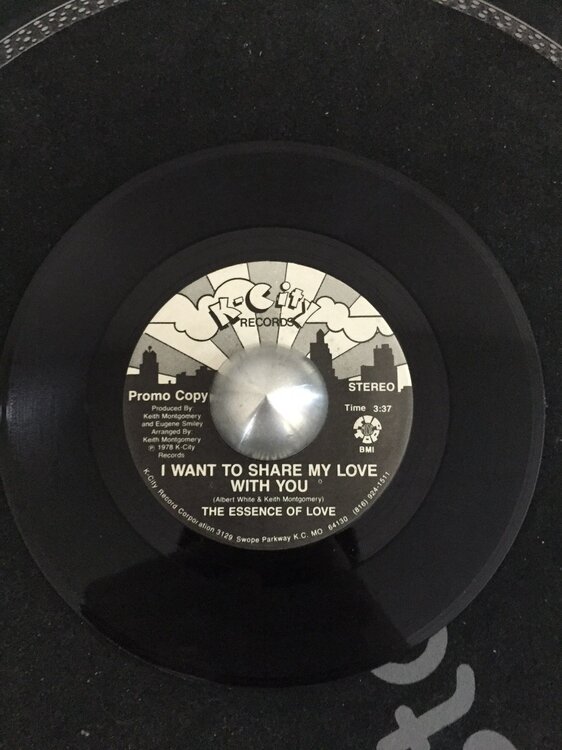 K-City
RECORDS
Promo Copy
Produced By
Keith Montgomery
and Eugene Smiley
Arranged By:
Keith Montgomery
℗ 1978 K-City
Records
STEREO
Time 3:37
BMI
I WANT TO SHARE MY LOVE
WITH YOU
(Albert White & Keith Montgomery)
THE ESSENCE OF LOVE
K-City Record Corporation 3129 Swope Parkway K.C. MO 64130 (816) 924-1511